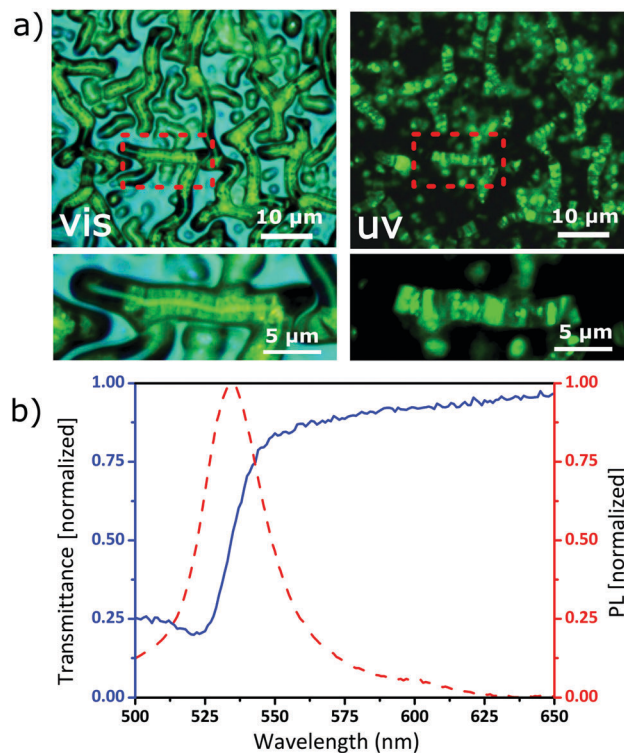 a)
vis
10 µm
uv
10 µm
5 µm
5 µm
b)
Transmittance [normalized]
1.00
0.75
0.50
0.25
0.00
500 525 550 575 600 625 650
Wavelength (nm)
1.00
0.75
0.50
0.25
0.00
PL [normalized]